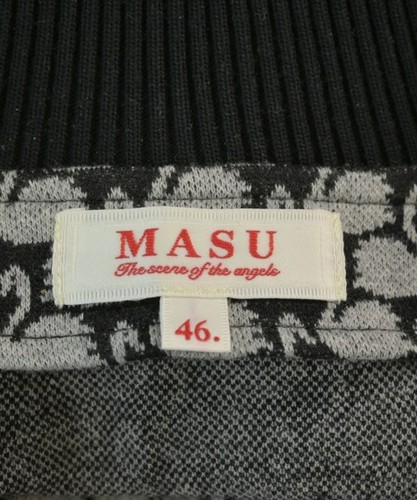 MASU
The scene of the angels
46.